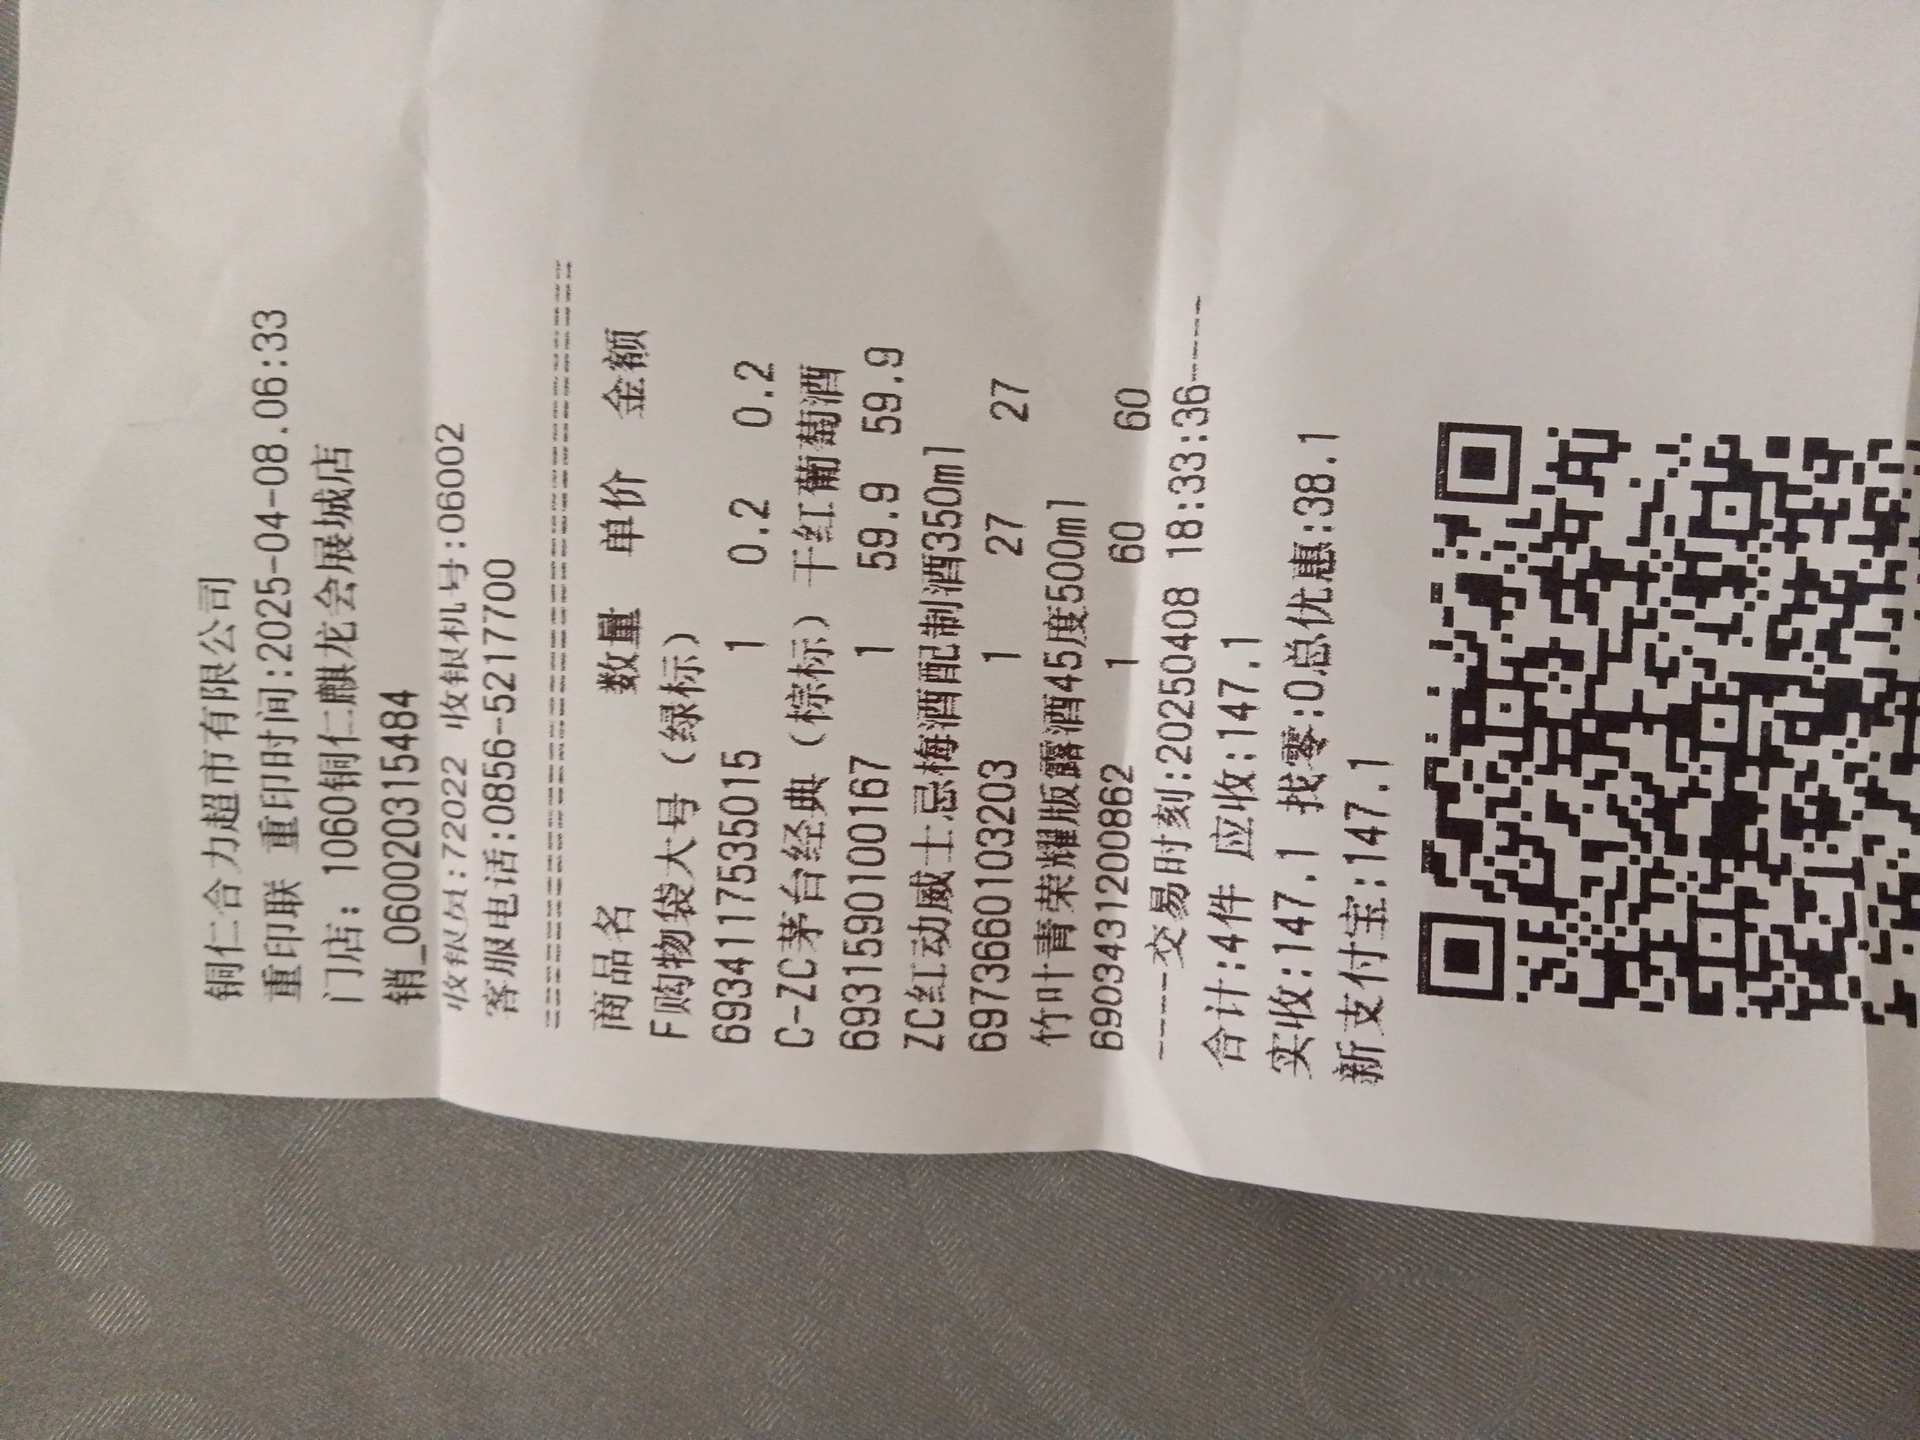 铜仁合力超市有限公司
重印联 重印时间:2025-04-08.06:33
门店: 1060铜仁麒龙会展城店
销_060020315484
收银员:72022 收银机号:06002
客服电话:0856-5217700
商品名 数量 单价 金额
F购物袋大号(绿标)
6934117535015 1 0.2 0.2
C-ZC茅台经典(棕标)干红葡萄酒
6931590100167 1 59.9 59.9
ZC红动威士忌梅酒配制酒350ml
6973660103203 1 27 27
竹叶青荣耀版露酒45度500ml
6903431200862 1 60 60
----交易时刻:20250408 18:33:36----
合计:4件 应收:147.1
实收:147.1 找零:0总优惠:38.1
新支付宝:147.1